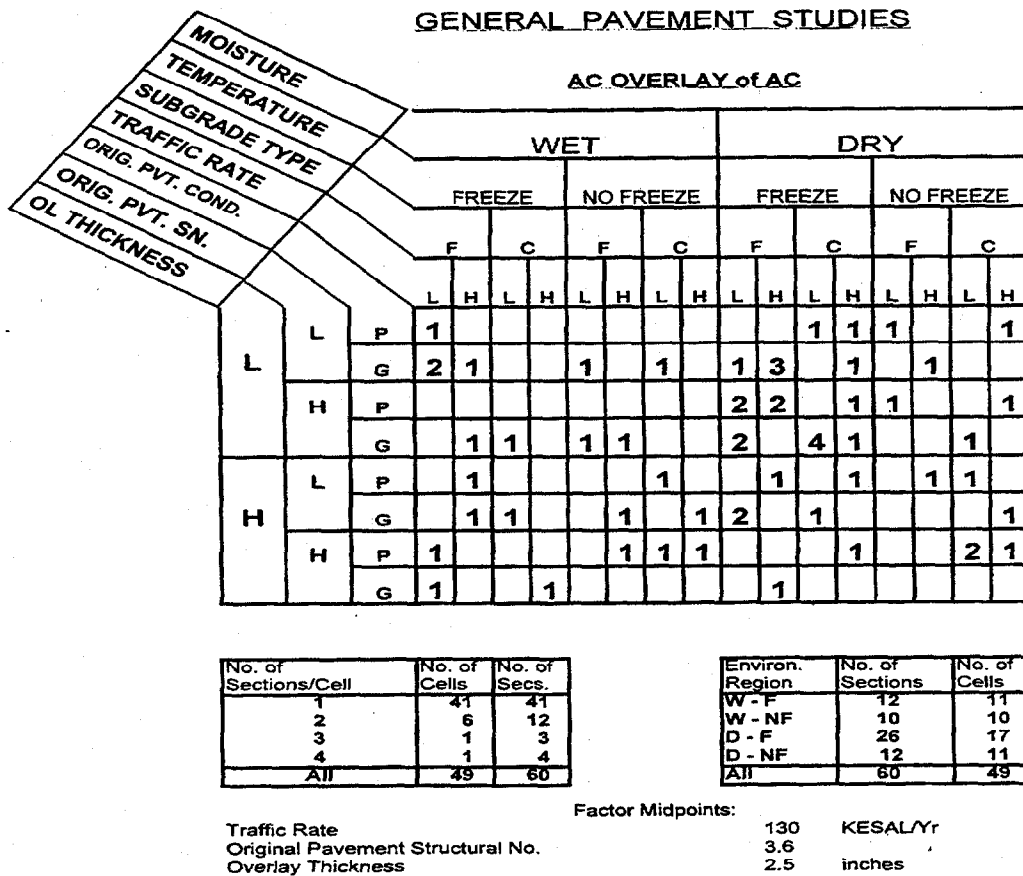 GENERAL PAVEMENT STUDIES
AC OVERLAY of AC
MOISTURE
TEMPERATURE
SUBGRADE TYPE
TRAFFIC RATE
ORIG. PVT. COND.
ORIG. PVT. SN.
OL THICKNESS
WET DRY
FREEZE NO FREEZE FREEZE NO FREEZE
F C F C F C F C
L H L H L H L H L H L H L H L H
L L P 1 1 1 1 1
G 2 1 1 1 1 3 1 1
H P 2 2 1 1 1
G 1 1 1 1 2 4 1 1
H L P 1 1 1 1 1 1
G 1 1 1 1 2 1 1
H P 1 1 1 1 1 2 1
G 1 1 1
No. of No. of No. of
Sections/Cell Cells Secs.
1 41 41
2 6 12
3 1 3
4 1 4
All 49 60
Environ. No. of No. of
Region Sections Cells
W - F 12 11
W - NF 10 10
D - F 26 17
D - NF 12 11
All 60 49
Factor Midpoints:
Traffic Rate 130 KESAL/Yr
Original Pavement Structural No. 3.6
Overlay Thickness 2.5 inches